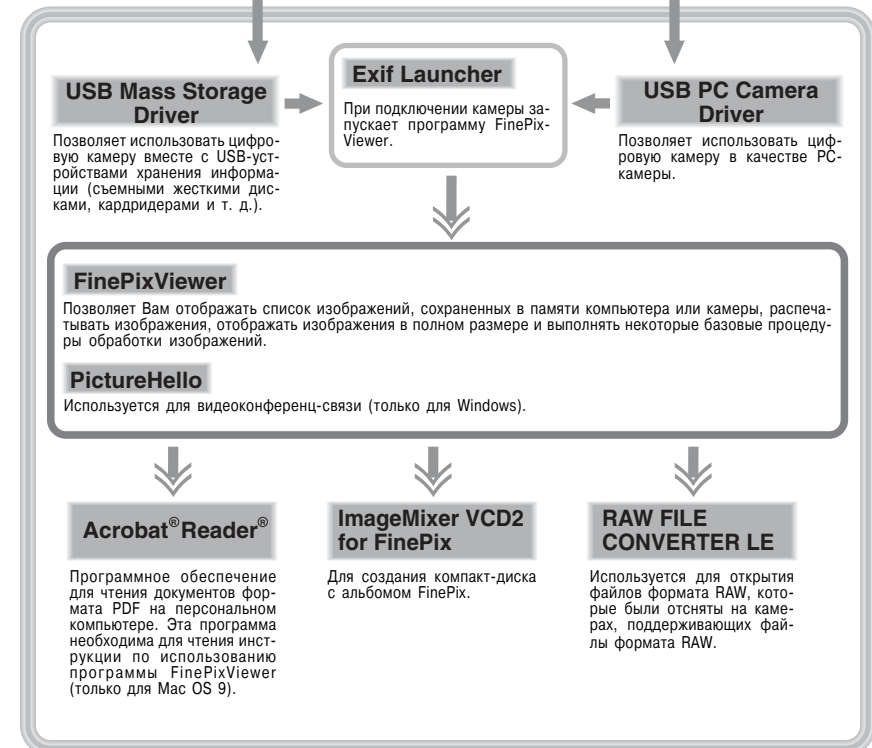 USB Mass Storage
Driver
Позволяет использовать цифро-
вую камеру вместе с USB-уст-
ройствами хранения информа-
ции (съемными жесткими дис-
ками, кардридерами и т. д.).
Exif Launcher
При подключении камеры за-
пускает программу FinePix-
Viewer.
USB PC Camera
Driver
Позволяет использовать циф-
ровую камеру в качестве PC-
камеры.
FinePixViewer
Позволяет Вам отображать список изображений, сохраненных в памяти компьютера или камеры, распеча-
тывать изображения, отображать изображения в полном размере и выполнять некоторые базовые процеду-
ры обработки изображений.
PictureHello
Используется для видеоконференц-связи (только для Windows).
Acrobat® Reader®
Программное обеспечение
для чтения документов фор-
мата PDF на персональном
компьютере. Эта программа
необходима для чтения инст-
рукции по использованию
программы FinePixViewer
(только для Mac OS 9).
ImageMixer VCD2
for FinePix
Для создания компакт-диска
с альбомом FinePix.
RAW FILE
CONVERTER LE
Используется для открытия
файлов формата RAW, кото-
рые были отсняты на каме-
рах, поддерживающих фай-
лы формата RAW.